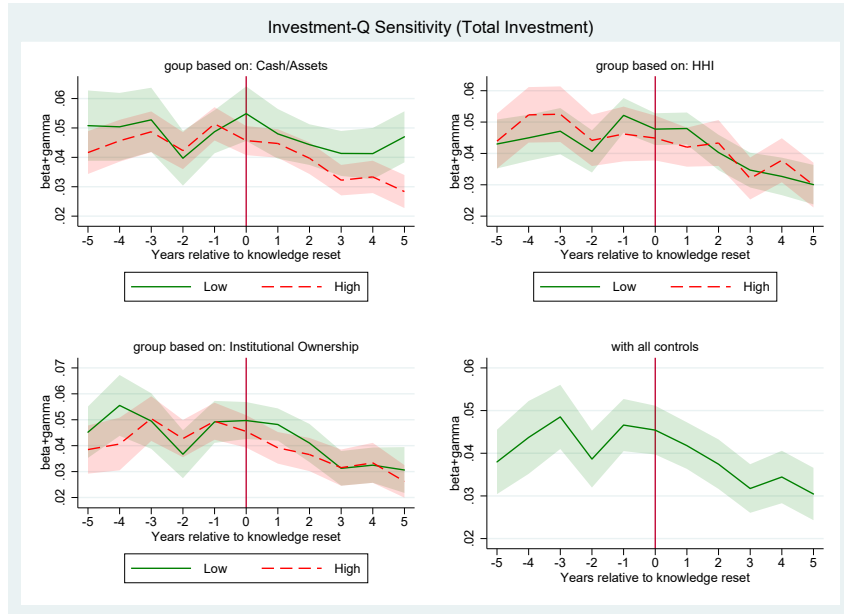 Investment-Q Sensitivity (Total Investment)
goup based on: Cash/Assets
beta+gamma
.06
.05
.04
.03
.02
-5 -4 -3 -2 -1 0 1 2 3 4 5
Years relative to knowledge reset
Low High
group based on: HHI
beta+gamma
.06
.05
.04
.03
.02
-5 -4 -3 -2 -1 0 1 2 3 4 5
Years relative to knowledge reset
Low High
group based on: Institutional Ownership
beta+gamma
.07
.06
.05
.04
.03
.02
-5 -4 -3 -2 -1 0 1 2 3 4 5
Years relative to knowledge reset
Low High
with all controls
beta+gamma
.06
.05
.04
.03
.02
-5 -4 -3 -2 -1 0 1 2 3 4 5
Years relative to knowledge reset